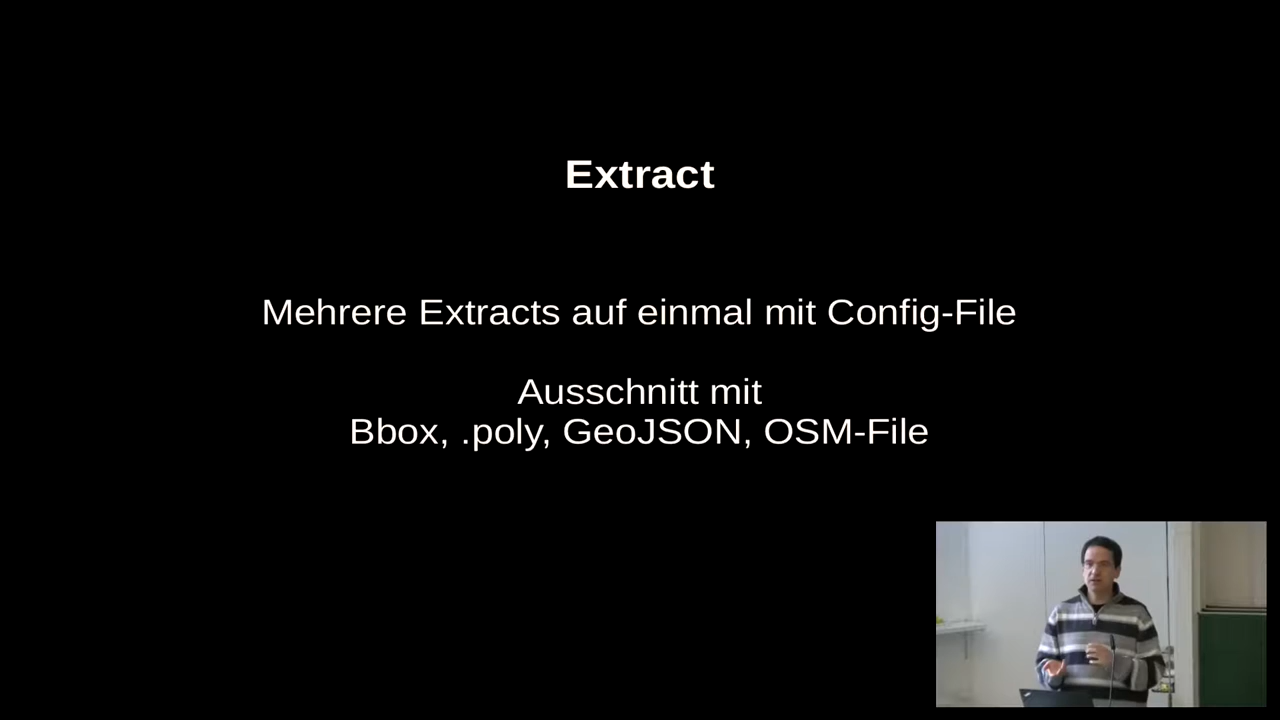 Extract
Mehrere Extracts auf einmal mit Config-File
Ausschnitt mit
Bbox, .poly, GeoJSON, OSM-File